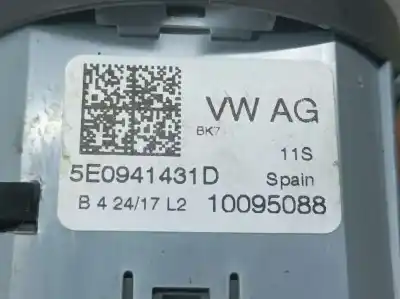 VW AG
BK7
11S
5E0941431D Spain
B 4 24/17 L2 10095088